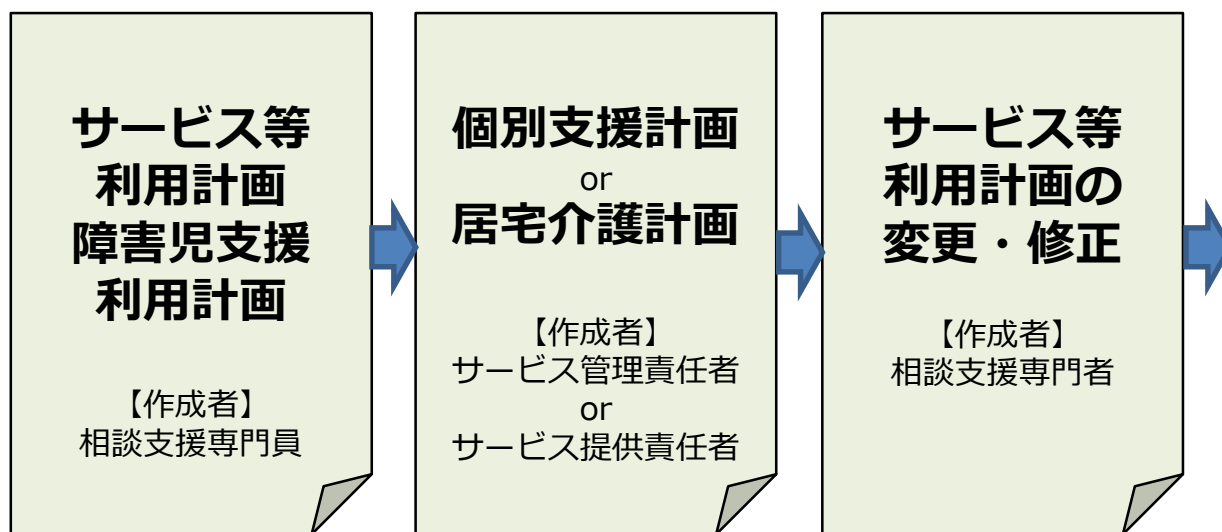 サービス等
利用計画
障害児支援
利用計画
【作成者】
相談支援専門員
個別支援計画
or
居宅介護計画
【作成者】
サービス管理責任者
or
サービス提供責任者
サービス等
利用計画の
変更・修正
【作成者】
相談支援専門者